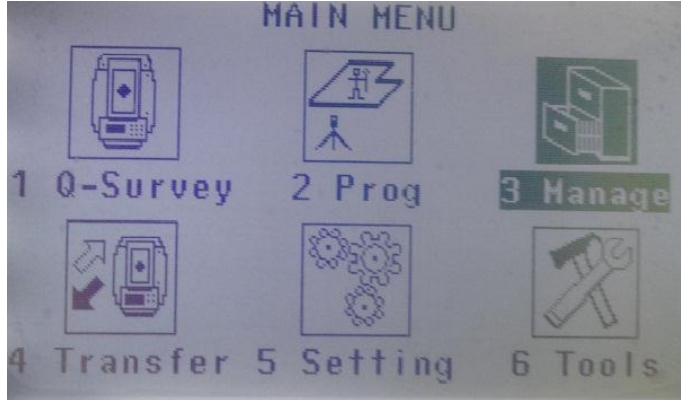 MAIN MENU
1 Q-Survey 2 Prog 3 Manage
4 Transfer 5 Setting 6 Tools